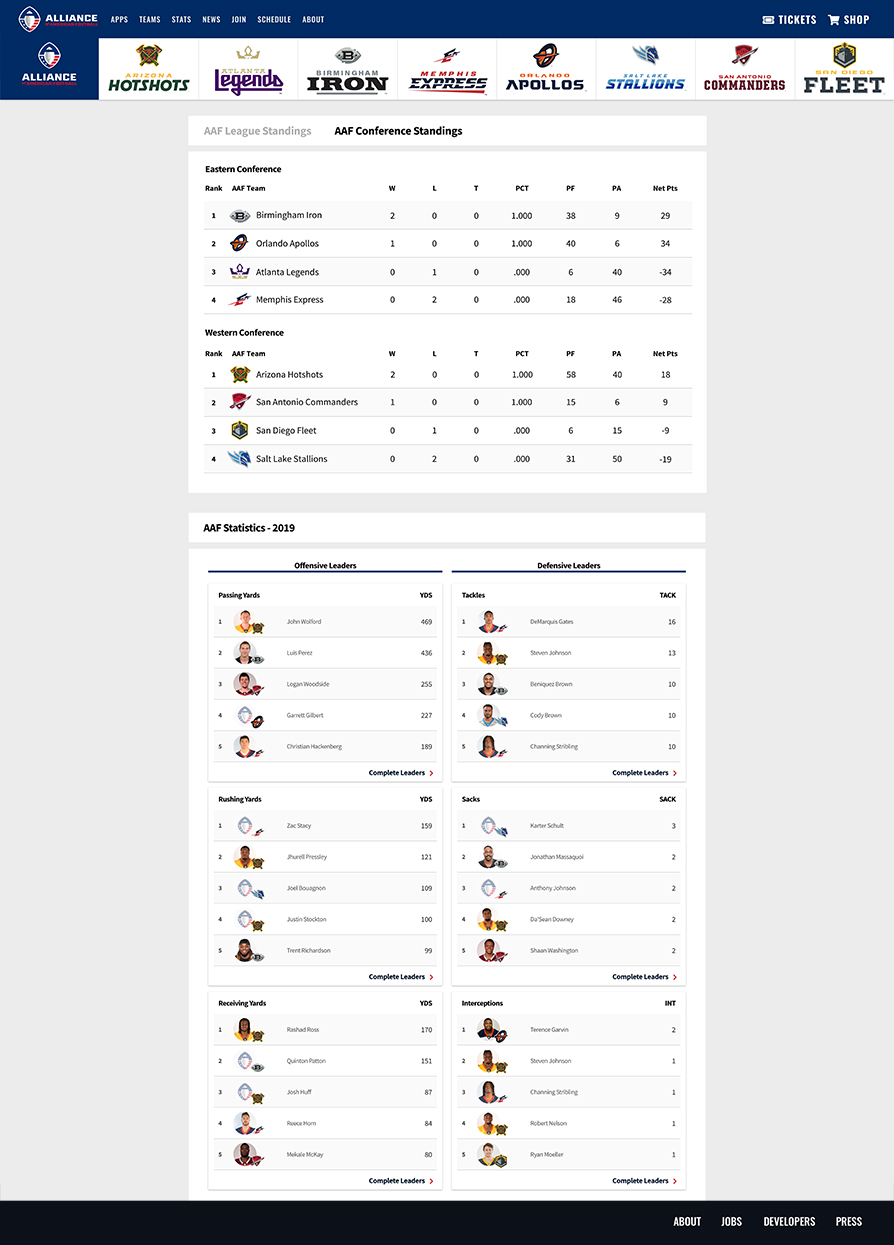 ALLIANCE APPS TEAMS STATS NEWS JOIN SCHEDULE ABOUT TICKETS SHOP
ALLIANCE
ARIZONA HOTSHOTS
ATLANTA Legends
BIRMINGHAM IRON
MEMPHIS EXPRESS
ORLANDO APOLLOS
SALT LAKE STALLIONS
SAN ANTONIO COMMANDERS
SAN DIEGO FLEET
AAF League Standings AAF Conference Standings
Eastern Conference
Rank AAF Team W L T PCT PF PA Net Pts
1 Birmingham Iron 2 0 0 1.000 38 9 29
2 Orlando Apollos 1 0 0 1.000 40 6 34
3 Atlanta Legends 0 1 0 .000 6 40 -34
4 Memphis Express 0 2 0 .000 18 46 -28
Western Conference
Rank AAF Team W L T PCT PF PA Net Pts
1 Arizona Hotshots 2 0 0 1.000 58 40 18
2 San Antonio Commanders 1 0 0 1.000 15 6 9
3 San Diego Fleet 0 1 0 .000 6 15 -9
4 Salt Lake Stallions 0 2 0 .000 31 50 -19
AAF Statistics - 2019
Offensive Leaders
Passing Yards YDS
1 John Wolford 469
2 Luis Perez 436
3 Logan Woodside 255
4 Garrett Gilbert 227
5 Christian Hackenberg 189
Complete Leaders
Rushing Yards YDS
1 Zac Stacy 159
2 Jhurell Pressley 121
3 Joel Bouagnon 109
4 Justin Stockton 100
5 Trent Richardson 99
Complete Leaders
Receiving Yards YDS
1 Rashad Ross 170
2 Quinton Patton 151
3 Josh Huff 87
4 Reece Horn 84
5 Mekale McKay 80
Complete Leaders
Defensive Leaders
Tackles TACK
1 DeMarquis Gates 16
2 Steven Johnson 13
3 Beniquez Brown 10
4 Cody Brown 10
5 Channing Stribling 10
Complete Leaders
Sacks SACK
1 Karter Schult 3
2 Jonathan Massaquoi 2
3 Anthony Johnson 2
4 Da'Sean Downey 2
5 Shaan Washington 2
Complete Leaders
Interceptions INT
1 Terence Garvin 2
2 Steven Johnson 1
3 Channing Stribling 1
4 Robert Nelson 1
5 Ryan Moeller 1
Complete Leaders
ABOUT JOBS DEVELOPERS PRESS